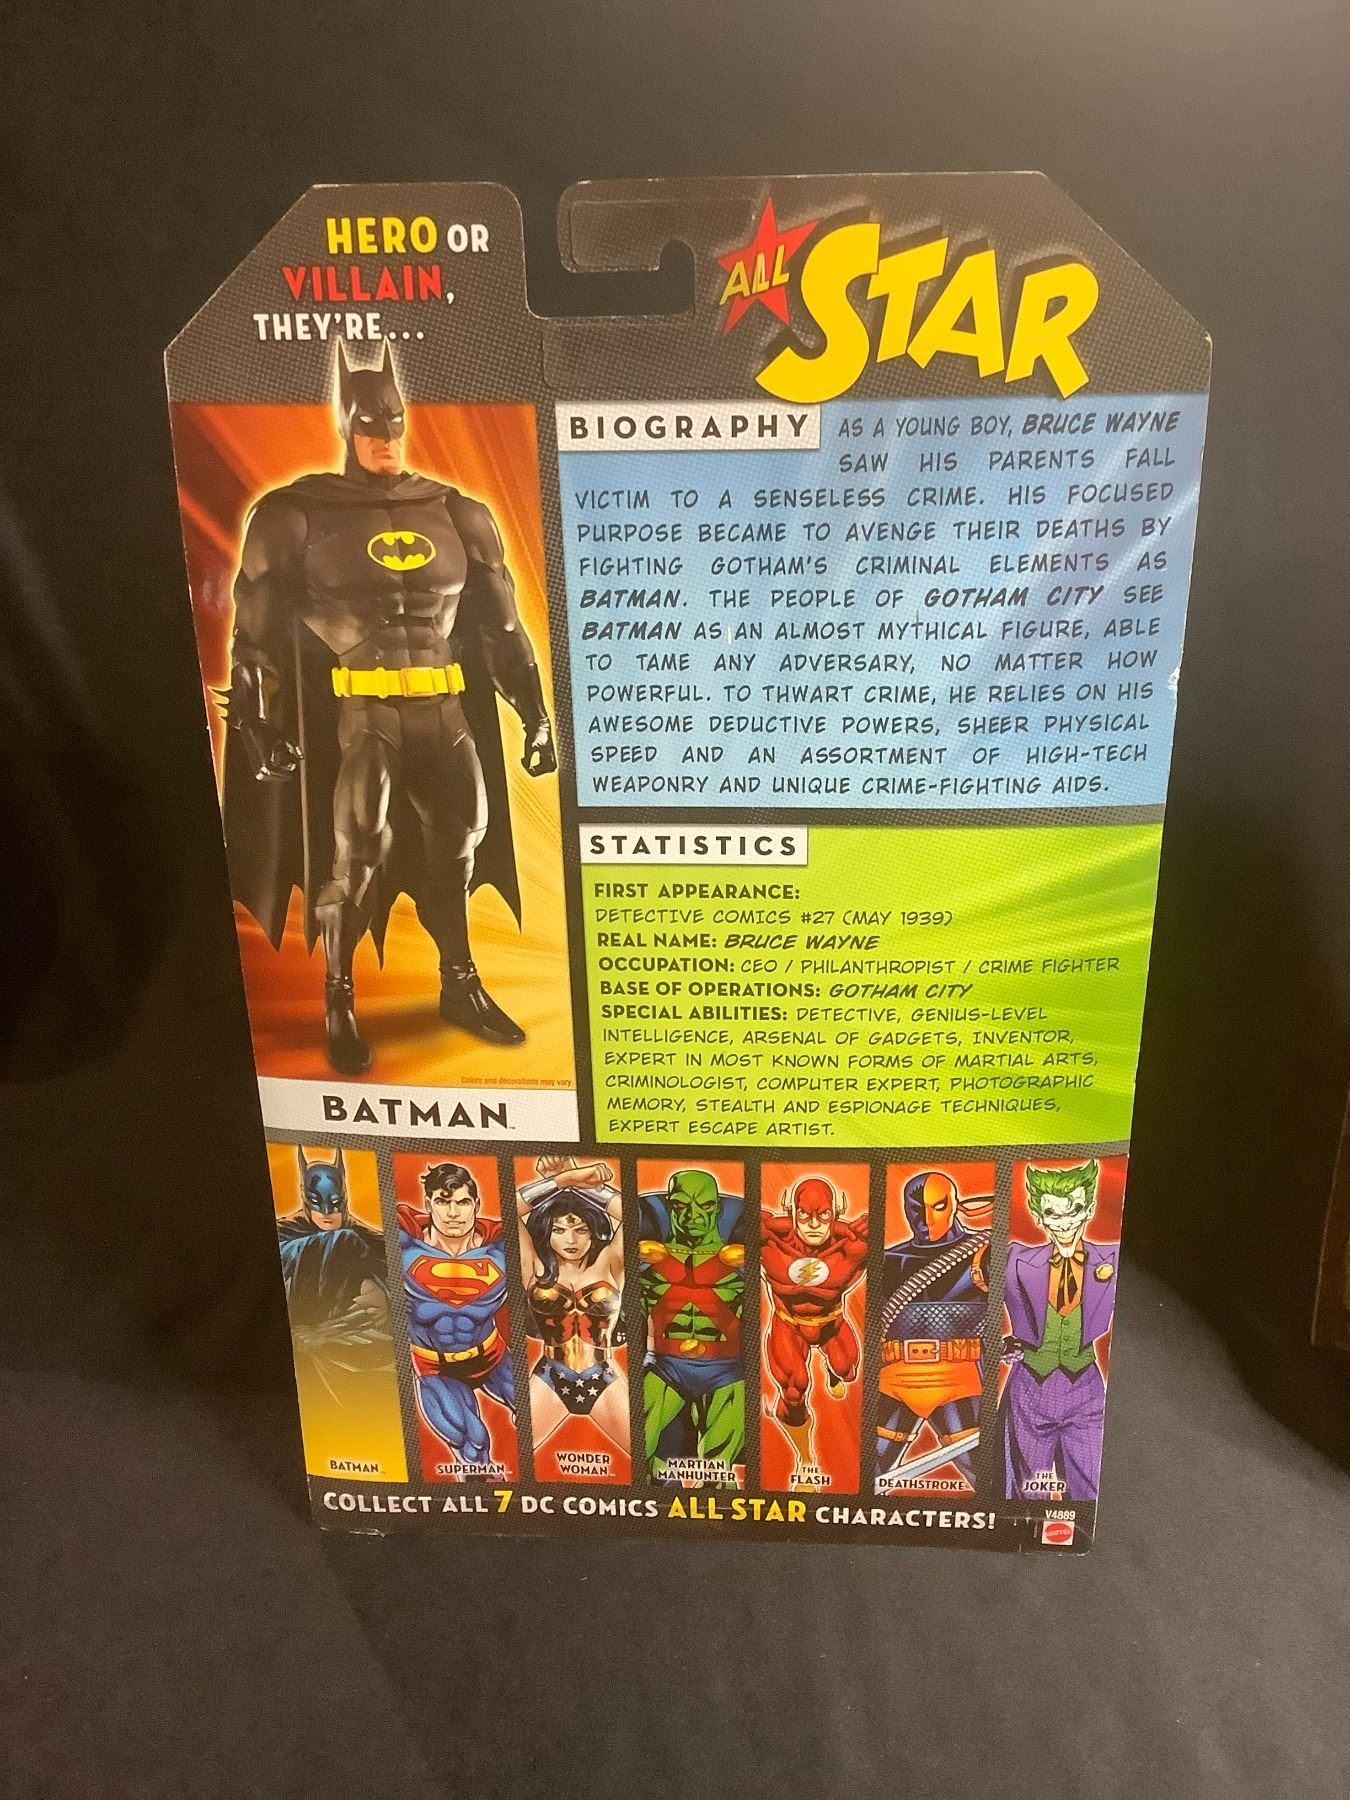 HERO OR
VILLAIN,
THEY'RE...
ALL STAR
BIOGRAPHY
AS A YOUNG BOY, BRUCE WAYNE
SAW HIS PARENTS FALL
VICTIM TO A SENSELESS CRIME. HIS FOCUSED
PURPOSE BECAME TO AVENGE THEIR DEATHS BY
FIGHTING GOTHAM'S CRIMINAL ELEMENTS AS
BATMAN. THE PEOPLE OF GOTHAM CITY SEE
BATMAN AS AN ALMOST MYTHICAL FIGURE, ABLE
TO TAME ANY ADVERSARY, NO MATTER HOW
POWERFUL. TO THWART CRIME, HE RELIES ON HIS
AWESOME DEDUCTIVE POWERS, SHEER PHYSICAL
SPEED AND AN ASSORTMENT OF HIGH-TECH
WEAPONRY AND UNIQUE CRIME-FIGHTING AIDS.
STATISTICS
FIRST APPEARANCE:
DETECTIVE COMICS #27 (MAY 1939)
REAL NAME: BRUCE WAYNE
OCCUPATION: CEO / PHILANTHROPIST / CRIME FIGHTER
BASE OF OPERATIONS: GOTHAM CITY
SPECIAL ABILITIES: DETECTIVE, GENIUS-LEVEL
INTELLIGENCE, ARSENAL OF GADGETS, INVENTOR,
EXPERT IN MOST KNOWN FORMS OF MARTIAL ARTS,
CRIMINOLOGIST, COMPUTER EXPERT, PHOTOGRAPHIC
MEMORY, STEALTH AND ESPIONAGE TECHNIQUES,
EXPERT ESCAPE ARTIST.
Colors and decorations may vary
BATMAN™
BATMAN™
SUPERMAN™
WONDER
WOMAN™
MARTIAN
MANHUNTER™
THE
FLASH
DEATHSTROKE™
THE
JOKER™
COLLECT ALL 7 DC COMICS ALL STAR CHARACTERS!
V4889
MATTEL